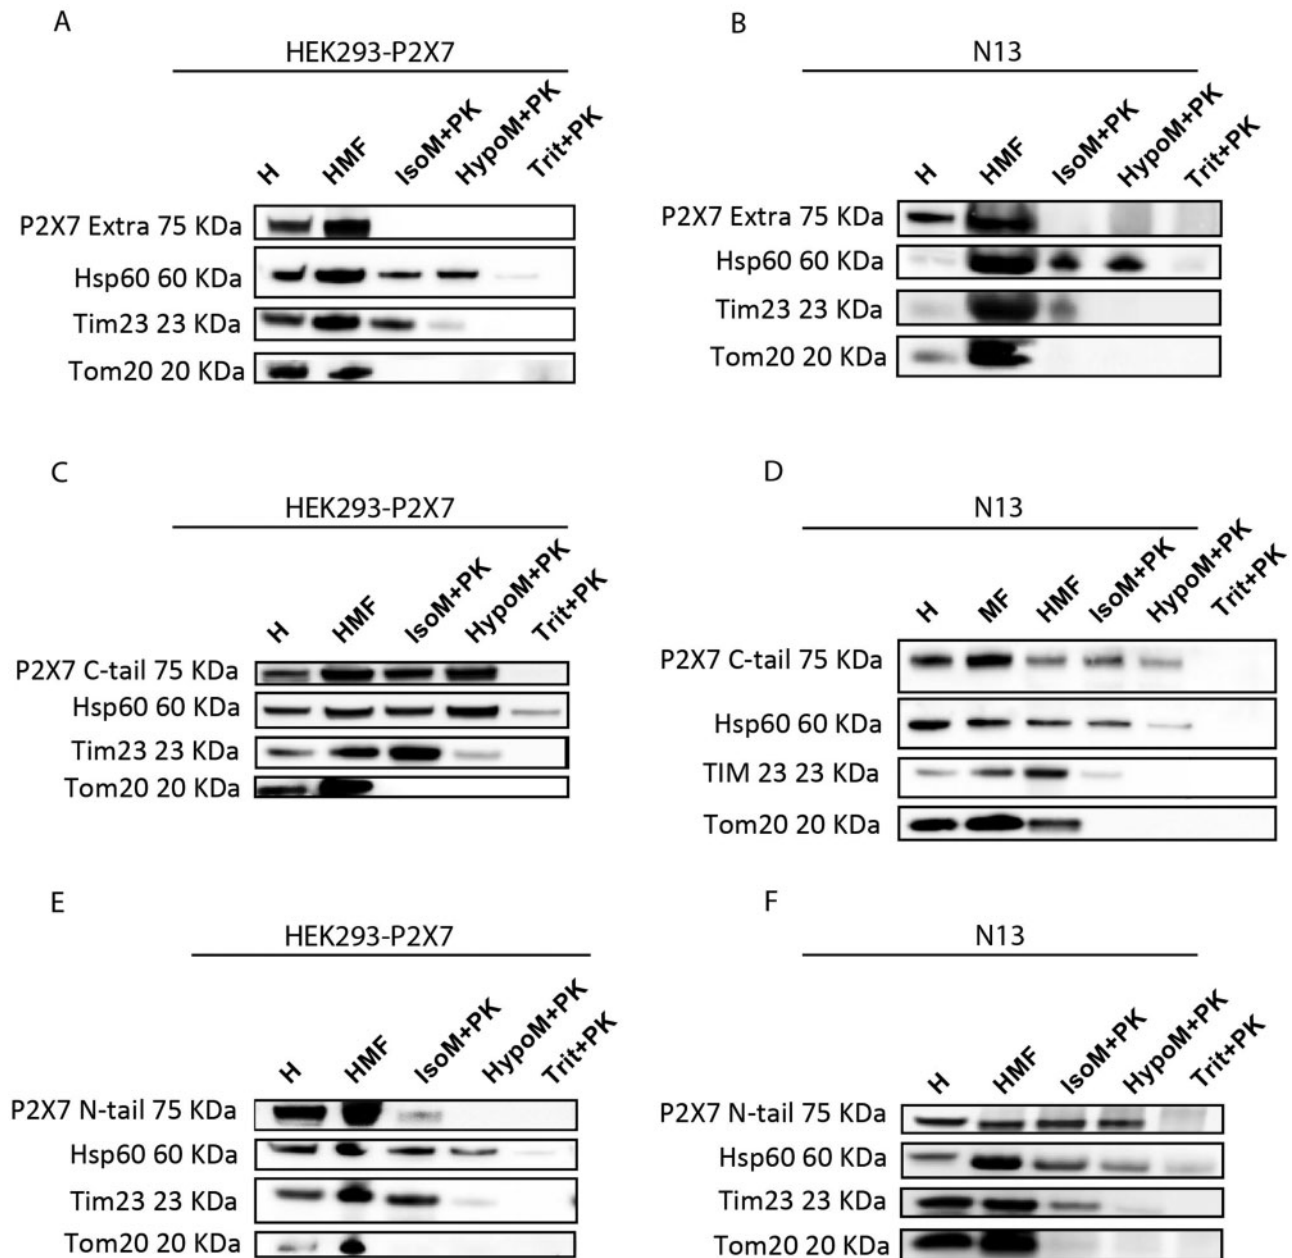 A
HEK293-P2X7
H HMF IsoM+PK HypoM+PK Trit+PK
P2X7 Extra 75 KDa
Hsp60 60 KDa
Tim23 23 KDa
Tom20 20 KDa
B
N13
H HMF IsoM+PK HypoM+PK Trit+PK
P2X7 Extra 75 KDa
Hsp60 60 KDa
Tim23 23 KDa
Tom20 20 KDa
C
HEK293-P2X7
H HMF IsoM+PK HypoM+PK Trit+PK
P2X7 C-tail 75 KDa
Hsp60 60 KDa
Tim23 23 KDa
Tom20 20 KDa
D
N13
H MF HMF IsoM+PK HypoM+PK Trit+PK
P2X7 C-tail 75 KDa
Hsp60 60 KDa
TIM 23 23 KDa
Tom20 20 KDa
E
HEK293-P2X7
H HMF IsoM+PK HypoM+PK Trit+PK
P2X7 N-tail 75 KDa
Hsp60 60 KDa
Tim23 23 KDa
Tom20 20 KDa
F
N13
H HMF IsoM+PK HypoM+PK Trit+PK
P2X7 N-tail 75 KDa
Hsp60 60 KDa
Tim23 23 KDa
Tom20 20 KDa